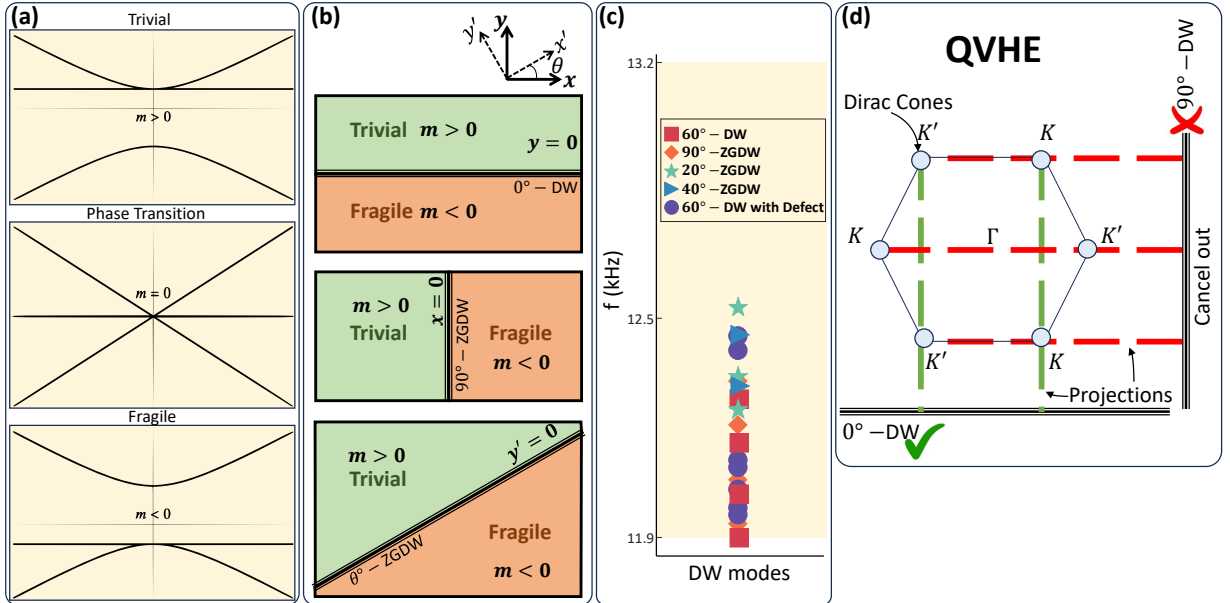 (a)
Trivial
m > 0
Phase Transition
m = 0
Fragile
m < 0
(b)
y
y′
x′
θ
x
Trivial m > 0
y = 0
0° − DW
Fragile m < 0
m > 0
Trivial
x = 0
90° − ZGDW
Fragile
m < 0
m > 0
Trivial
y′ = 0
θ° − ZGDW
Fragile
m < 0
(c)
13.2
60° − DW
90° −ZGDW
20° −ZGDW
40° −ZGDW
60° − DW with Defect
f (kHz)
12.5
11.9
DW modes
(d)
QVHE
90° −DW
Dirac Cones
K′
K
K
Γ
K′
Cancel out
K′
K
Projections
0° −DW